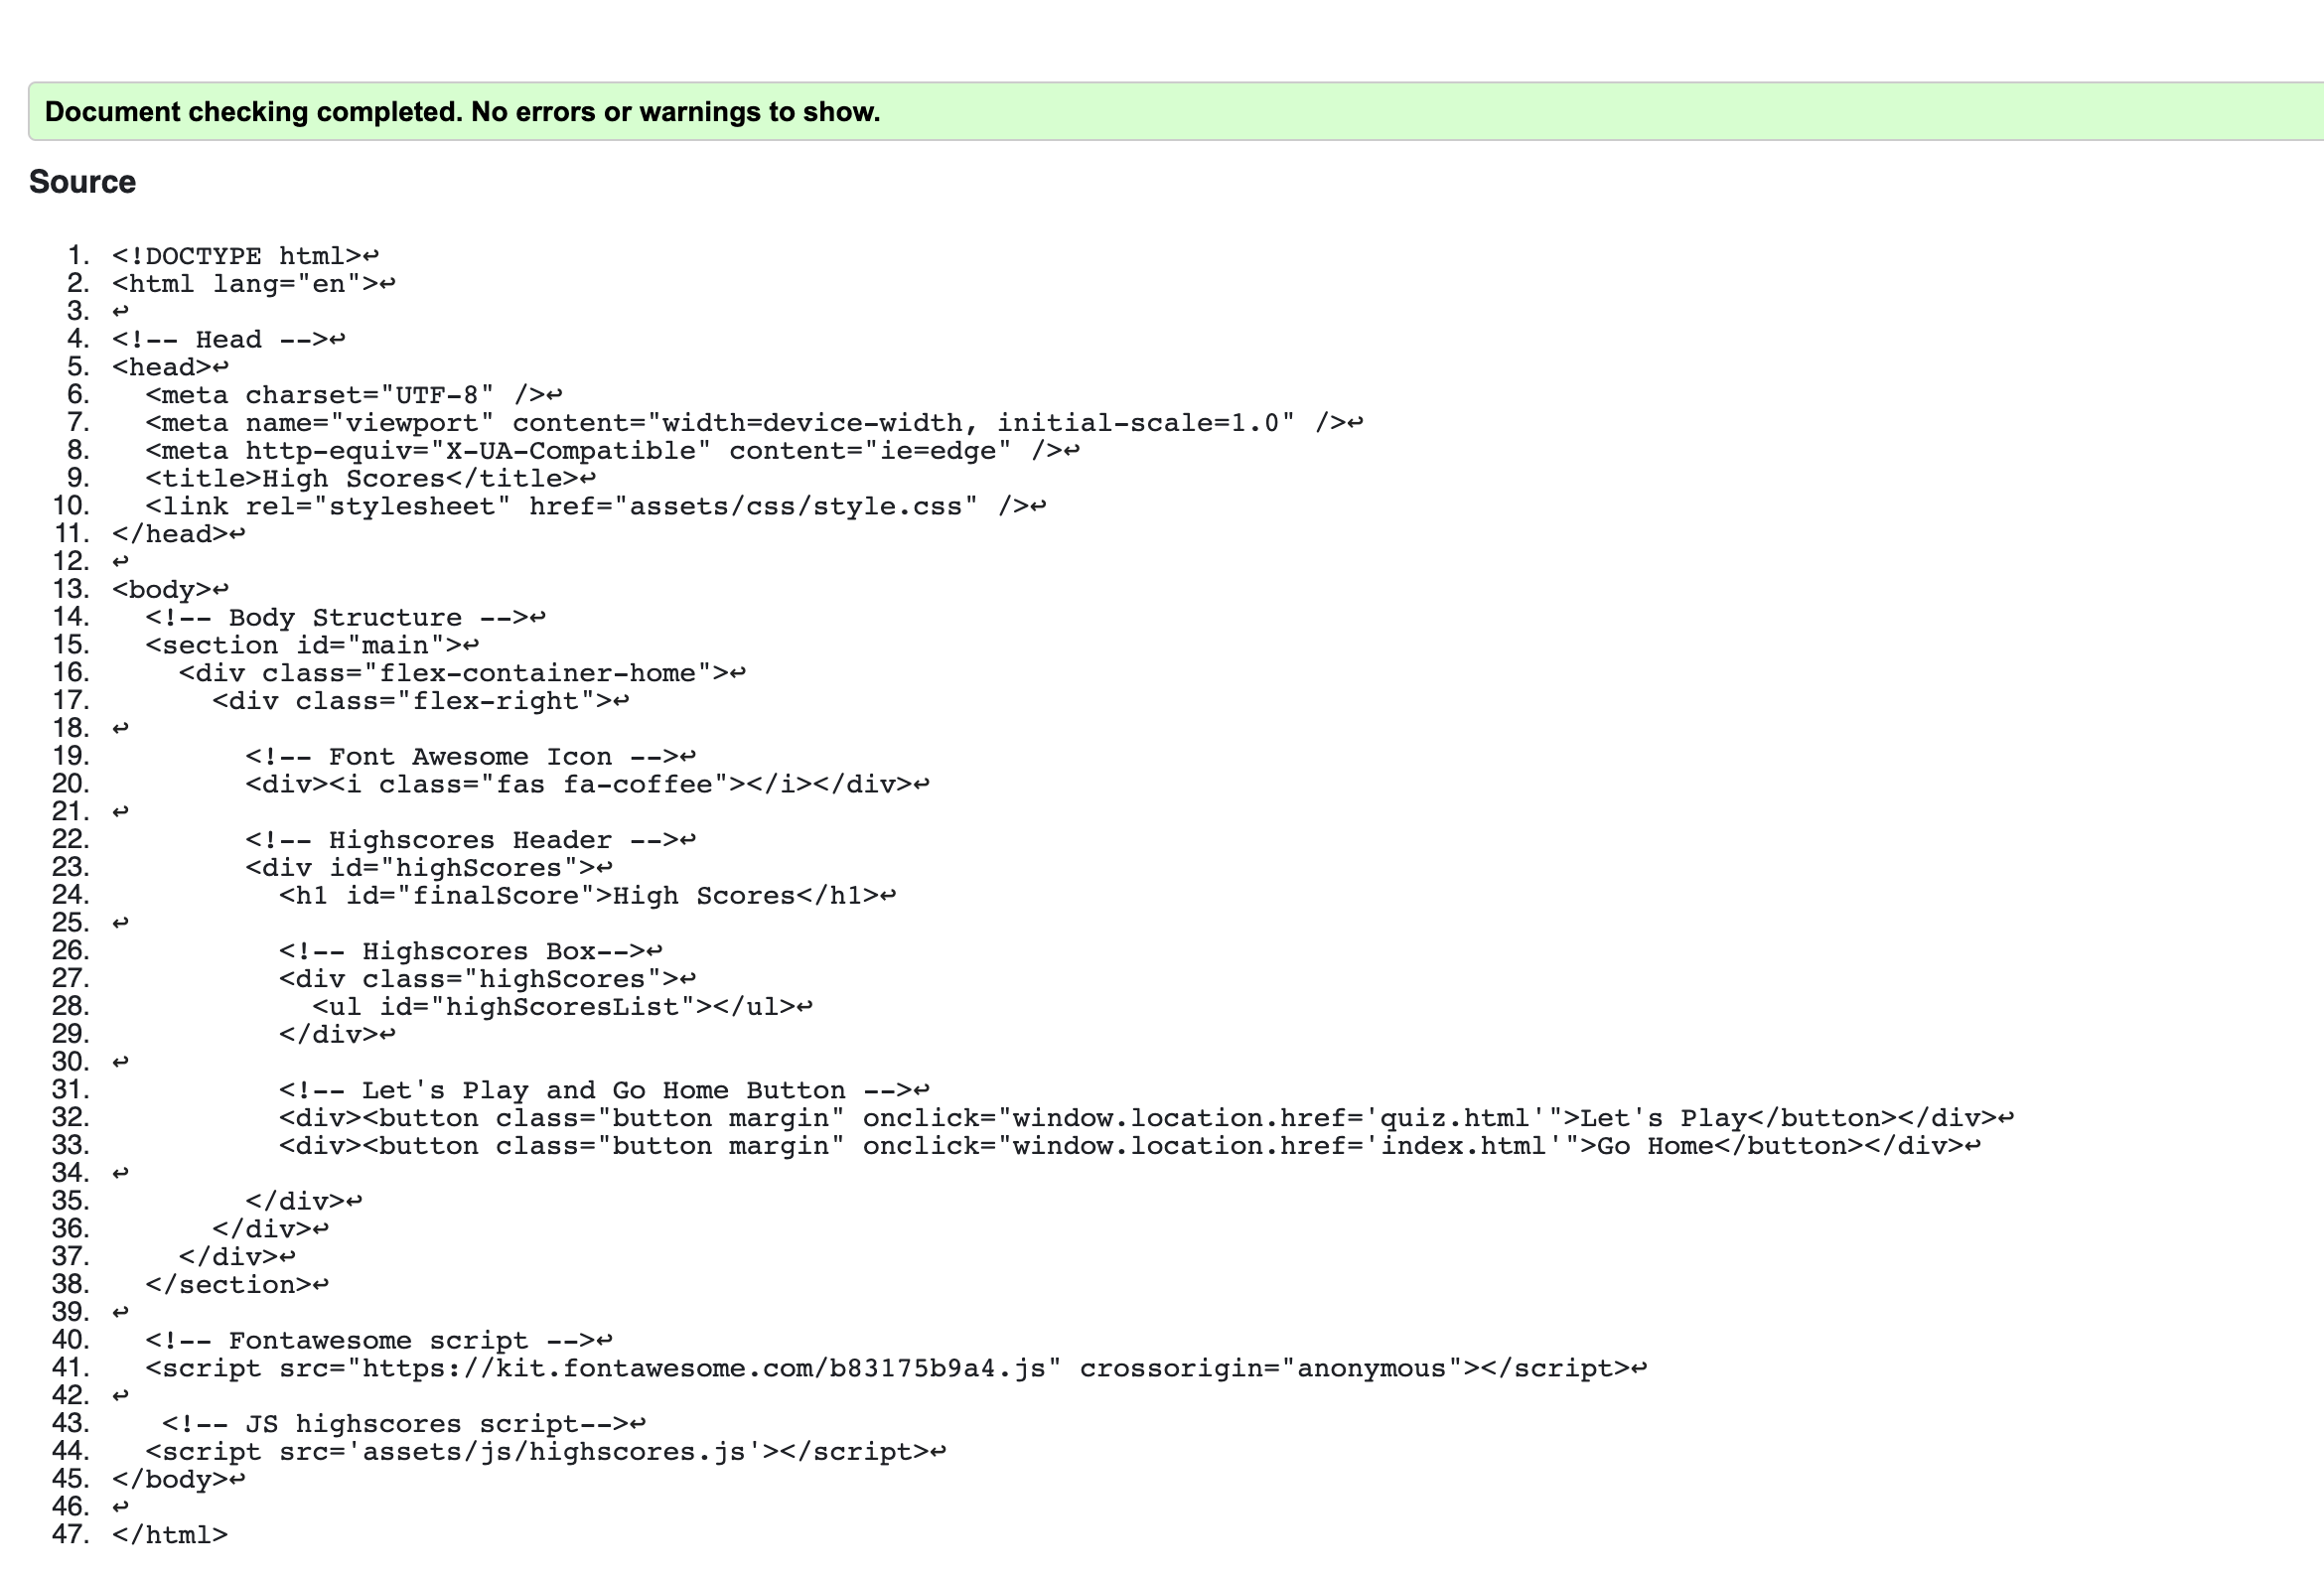 Document checking completed. No errors or warnings to show.
Source
1. <!DOCTYPE html>↩
2. <html lang="en">↩
3. ↩
4. <!-- Head -->↩
5. <head>↩
6.   <meta charset="UTF-8" />↩
7.   <meta name="viewport" content="width=device-width, initial-scale=1.0" />↩
8.   <meta http-equiv="X-UA-Compatible" content="ie=edge" />↩
9.   <title>High Scores</title>↩
10.   <link rel="stylesheet" href="assets/css/style.css" />↩
11. </head>↩
12. ↩
13. <body>↩
14.   <!-- Body Structure -->↩
15.   <section id="main">↩
16.     <div class="flex-container-home">↩
17.       <div class="flex-right">↩
18. ↩
19.         <!-- Font Awesome Icon -->↩
20.         <div><i class="fas fa-coffee"></i></div>↩
21. ↩
22.         <!-- Highscores Header -->↩
23.         <div id="highScores">↩
24.           <h1 id="finalScore">High Scores</h1>↩
25. ↩
26.           <!-- Highscores Box-->↩
27.           <div class="highScores">↩
28.             <ul id="highScoresList"></ul>↩
29.           </div>↩
30. ↩
31.           <!-- Let's Play and Go Home Button -->↩
32.           <div><button class="button margin" onclick="window.location.href='quiz.html'">Let's Play</button></div>↩
33.           <div><button class="button margin" onclick="window.location.href='index.html'">Go Home</button></div>↩
34. ↩
35.         </div>↩
36.       </div>↩
37.     </div>↩
38.   </section>↩
39. ↩
40.   <!-- Fontawesome script -->↩
41.   <script src="https://kit.fontawesome.com/b83175b9a4.js" crossorigin="anonymous"></script>↩
42. ↩
43.    <!-- JS highscores script-->↩
44.   <script src='assets/js/highscores.js'></script>↩
45. </body>↩
46. ↩
47. </html>